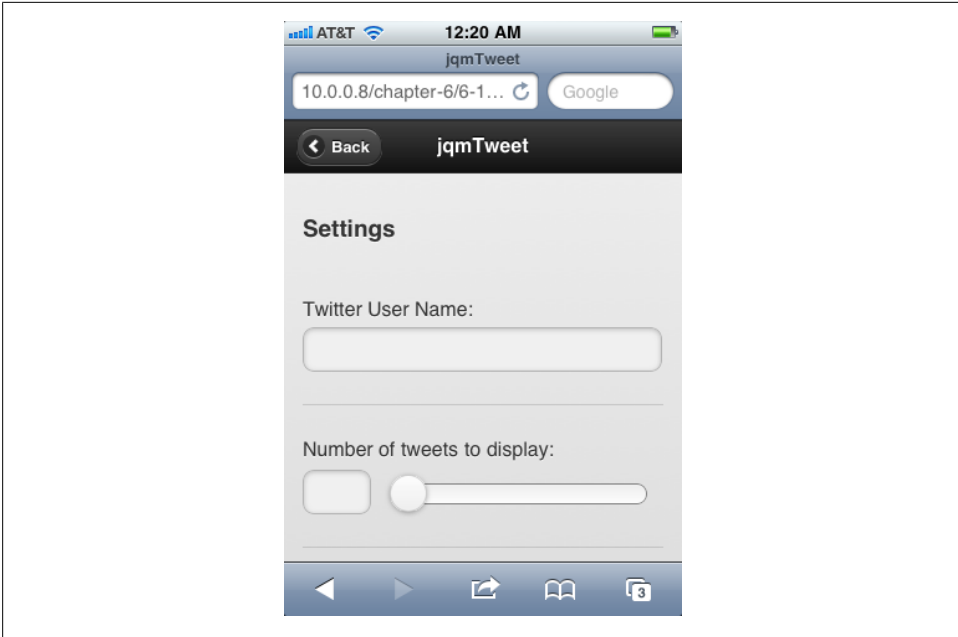 AT&T 12:20 AM
jqmTweet
10.0.0.8/chapter-6/6-1... Google
Back jqmTweet
Settings
Twitter User Name:
Number of tweets to display:
3